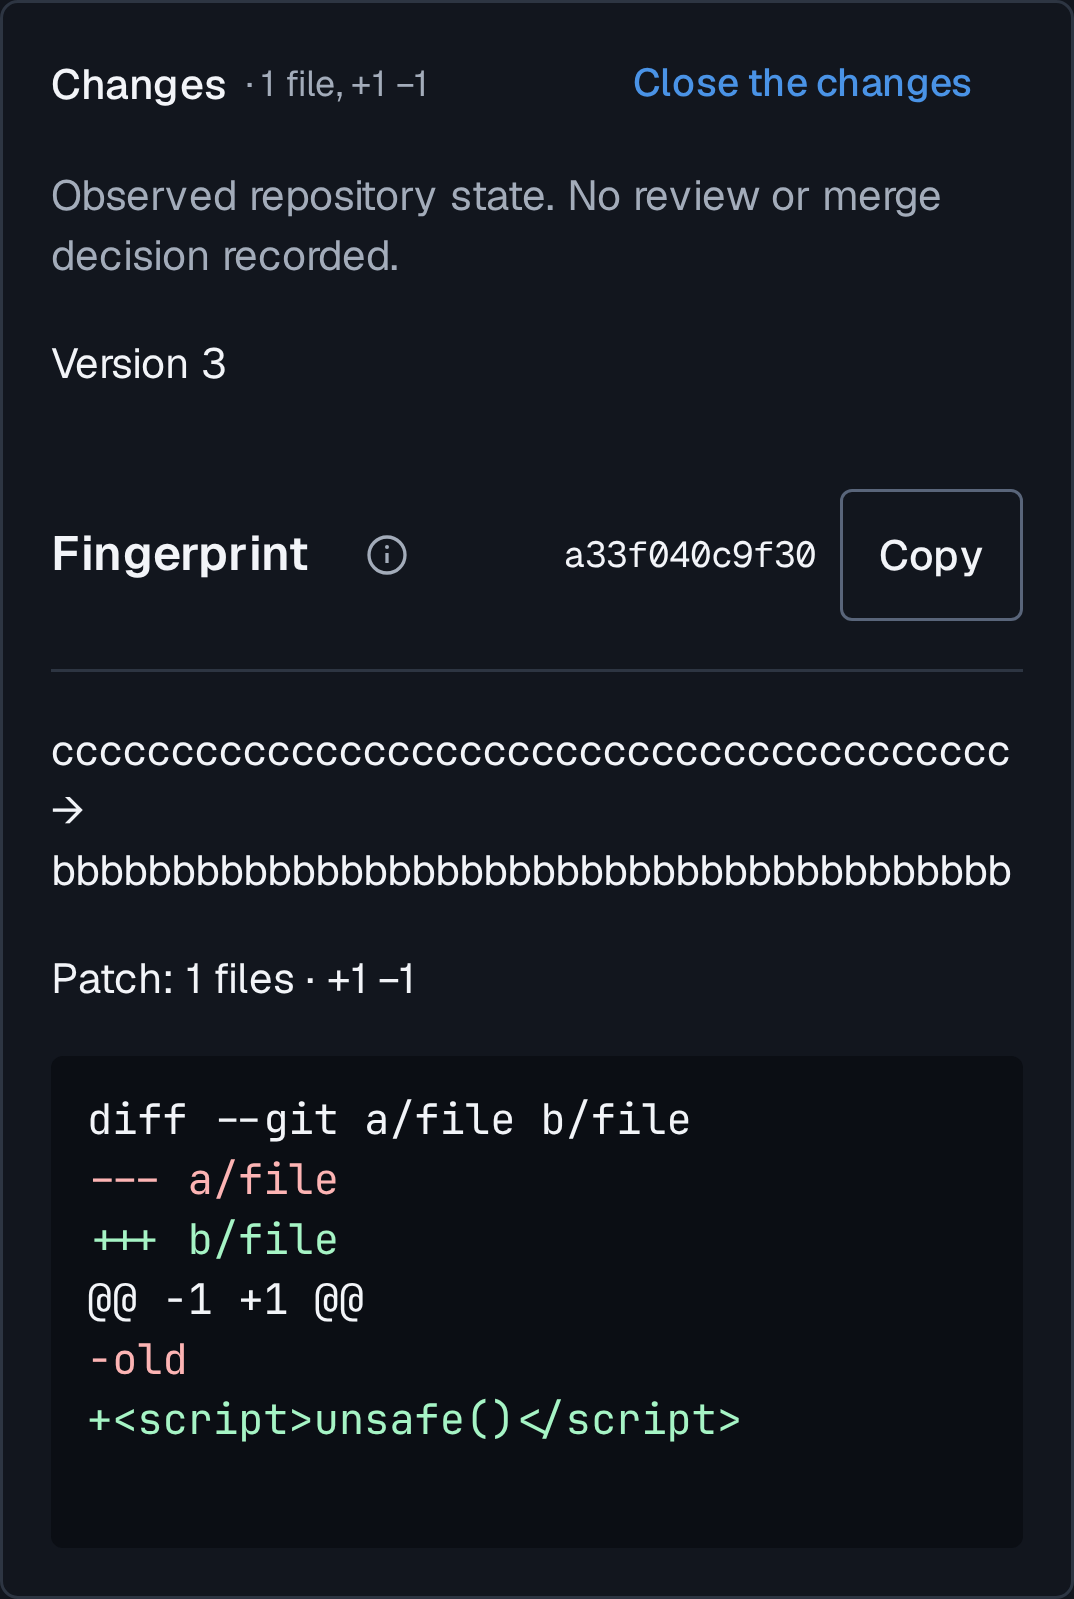 Changes · 1 file, +1 −1 Close the changes
Observed repository state. No review or merge
decision recorded.
Version 3
Fingerprint a33f040c9f30 Copy
cccccccccccccccccccccccccccccccccccccccc
→
bbbbbbbbbbbbbbbbbbbbbbbbbbbbbbbbbbbbbbbb
Patch: 1 files · +1 −1
diff --git a/file b/file
--- a/file
+++ b/file
@@ -1 +1 @@
-old
+<script>unsafe()</script>